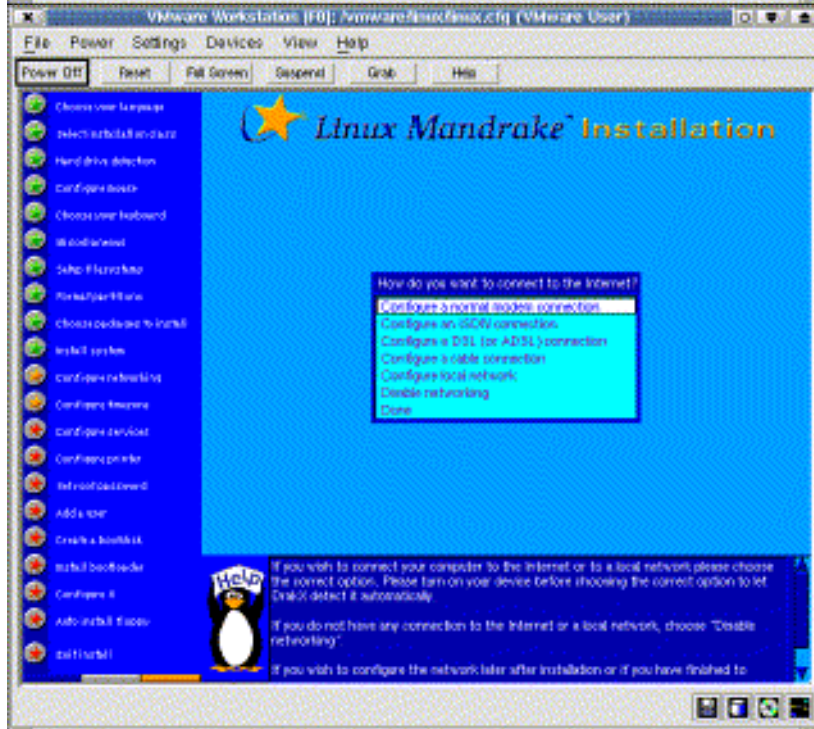 VMware Workstation [F0]: /vmware/linux/linux.cfg (VMware User)
File Power Settings Devices View Help
Power Off Reset Full Screen Suspend Grab Help
Linux Mandrake Installation
Choose your language
Select installation class
Hard drive detection
Configure mouse
Choose your keyboard
Miscellaneous
Setup filesystems
Format partitions
Choose packages to install
Install system
Configure networking
Configure timezone
Configure services
Configure printer
Set root password
Add a user
Create a bootdisk
Install bootloader
Configure X
Auto install floppy
Exit install
How do you want to connect to the Internet?
Configure a normal modem connection
Configure an ISDN connection
Configure a DSL (or ADSL) connection
Configure a cable connection
Configure local network
Disable networking
Done
Help
If you wish to connect your computer to the Internet or to a local network please choose
the correct option. Please turn on your device before choosing the correct option to let
DrakX detect it automatically.
If you do not have any connection to the Internet or a local network, choose "Disable
networking".
If you wish to configure the network later after installation or if you have finished to